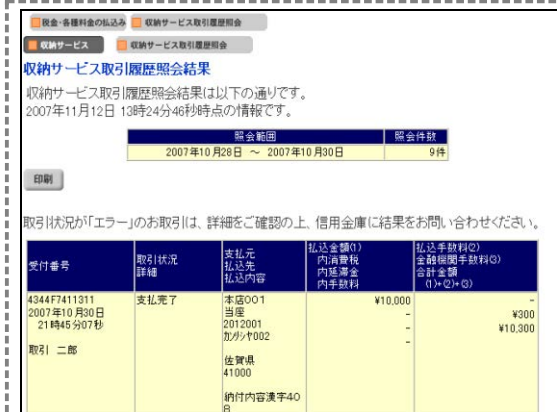 税金・各種料金の払込み 収納サービス取引履歴照会
収納サービス 収納サービス取引履歴照会
収納サービス取引履歴照会結果
収納サービス取引履歴照会結果は以下の通りです。
2007年11月12日 13時24分46秒時点の情報です。
照会範囲 照会件数
2007年10月28日 ～ 2007年10月30日 9件
印刷
取引状況が「エラー」のお取引は、詳細をご確認の上、信用金庫に結果をお問い合わせください。
受付番号
取引状況
詳細
支払元
払込先
払込内容
払込金額(1)
内消費税
内延滞金
内手数料
払込手数料(2)
金融機関手数料(3)
合計金額
(1)+(2)+(3)
4344F7411311
2007年10月30日
21時45分07秒
取引 二郎
支払完了
本店001
当座
2012001
カ)ダシヤ002
佐賀県
41000
納付内容漢字40
B
¥10,000
-
-
-
-
¥300
¥10,300